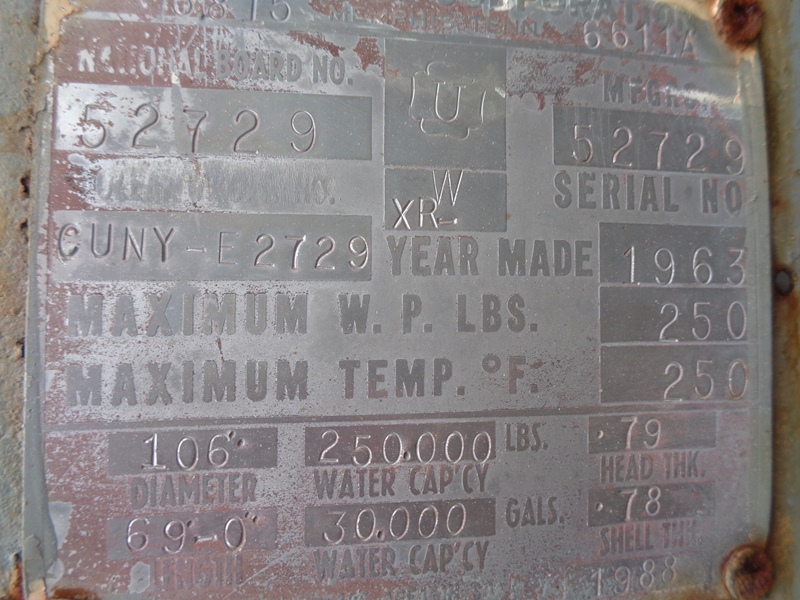 6611A
NATIONAL BOARD NO.
52729
U
MFGRS.
52729
W
XR
SERIAL NO
CUNY-E2729
YEAR MADE 1963
MAXIMUM W. P. LBS. 250
MAXIMUM TEMP. °F. 250
106" 250.000 LBS. .79
DIAMETER WATER CAP'CY HEAD THK.
69'-0" 30.000 GALS. .78
LENGTH WATER CAP'CY SHELL THK.
1988